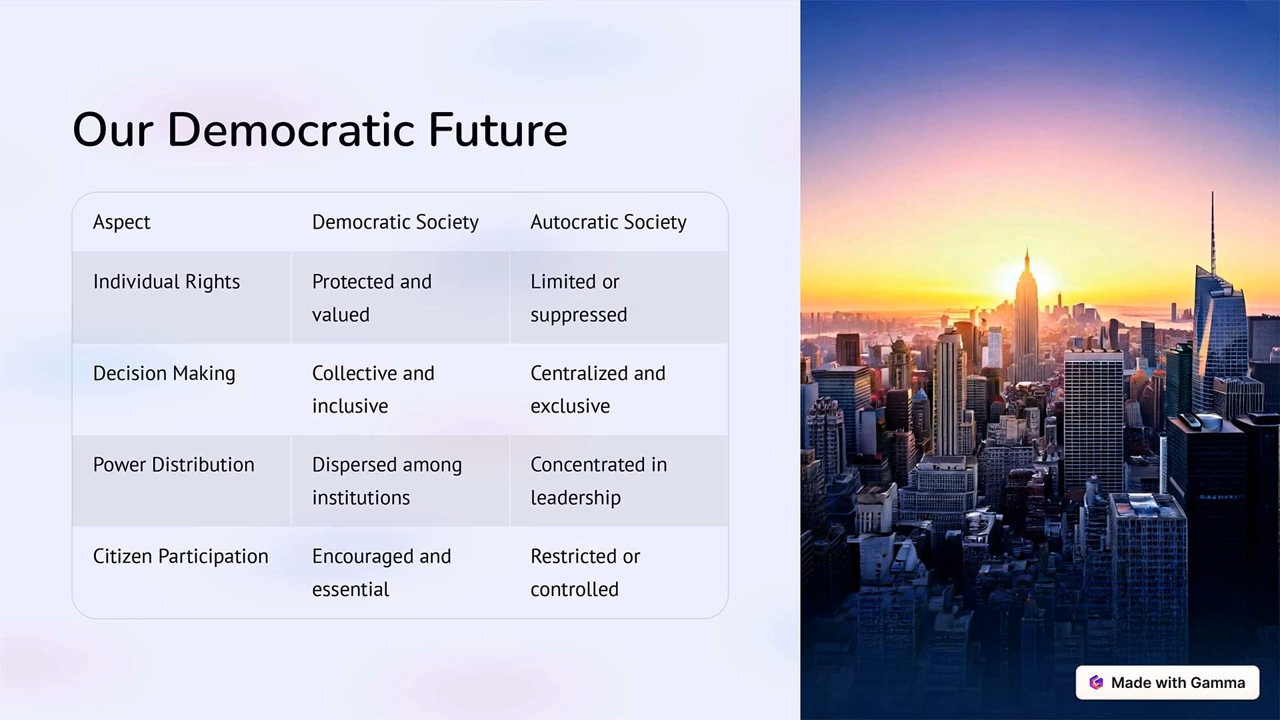 Our Democratic Future
Aspect
Democratic Society
Autocratic Society
Individual Rights
Protected and
valued
Limited or
suppressed
Decision Making
Collective and
inclusive
Centralized and
exclusive
Power Distribution
Dispersed among
institutions
Concentrated in
leadership
Citizen Participation
Encouraged and
essential
Restricted or
controlled
Made with Gamma